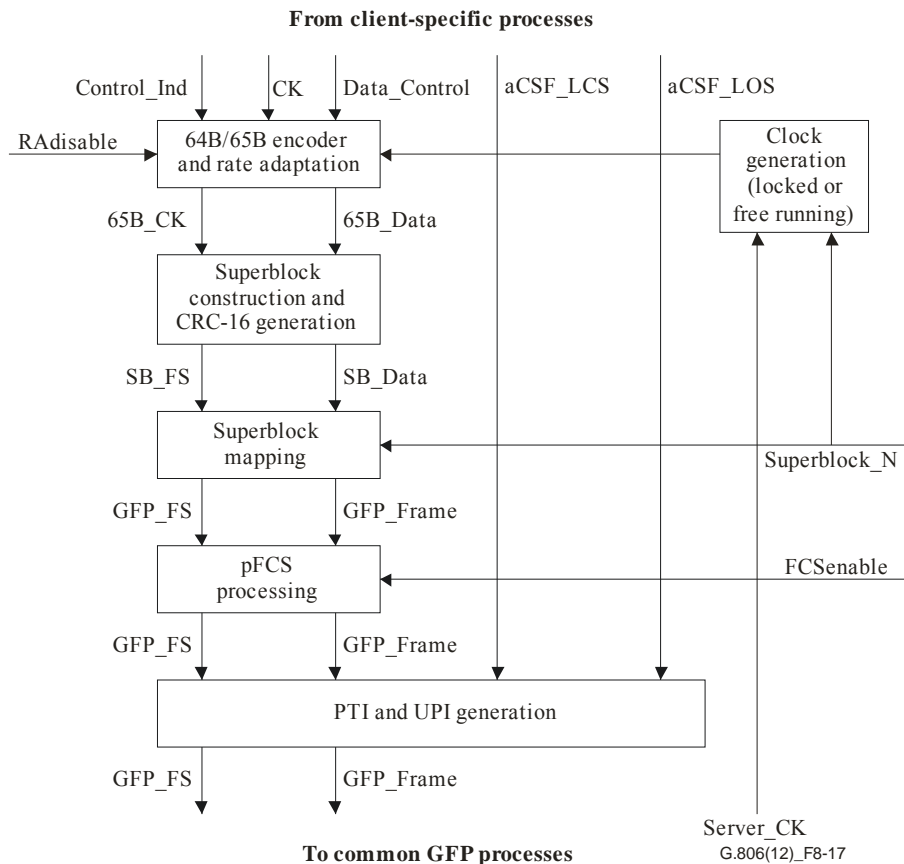 From client-specific processes
Control_Ind
CK
Data_Control
aCSF_LCS
aCSF_LOS
RAdisable
64B/65B encoder
and rate adaptation
Clock
generation
(locked or
free running)
65B_CK
65B_Data
Superblock
construction and
CRC-16 generation
SB_FS
SB_Data
Superblock
mapping
Superblock_N
GFP_FS
GFP_Frame
pFCS
processing
FCSenable
GFP_FS
GFP_Frame
PTI and UPI generation
GFP_FS
GFP_Frame
Server_CK
To common GFP processes
G.806(12)_F8-17